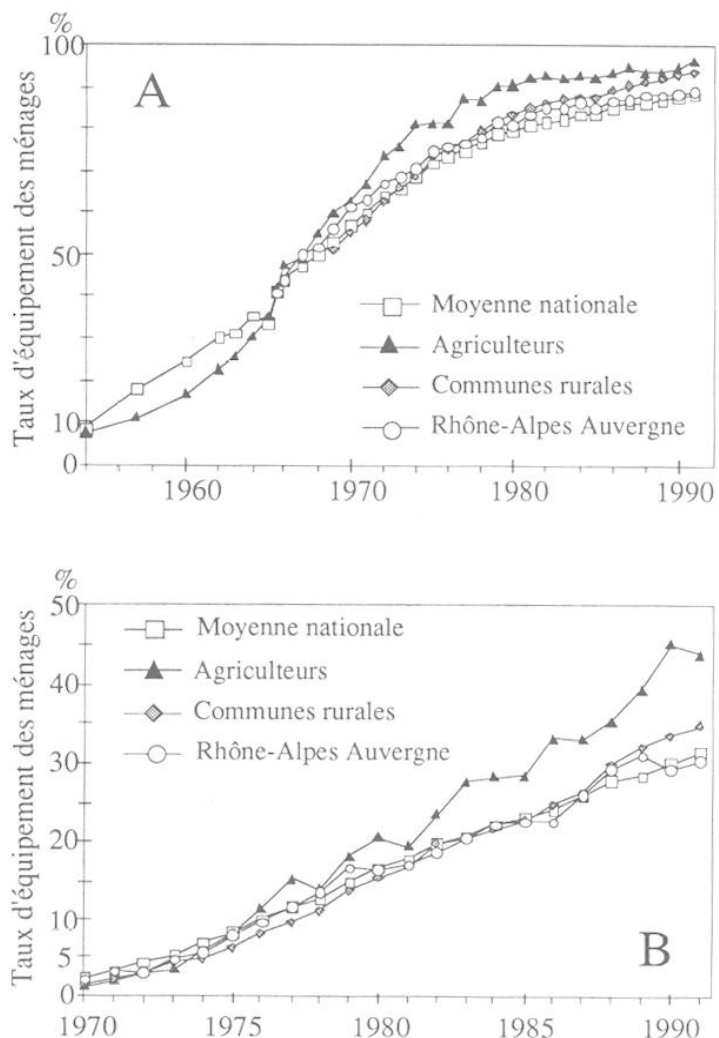 %
100
A
50
10
0
Taux d'équipement des ménages
Moyenne nationale
Agriculteurs
Communes rurales
Rhône-Alpes Auvergne
1960
1970
1980
1990
%
50
40
30
20
10
5
0
Taux d'équipement des ménages
Moyenne nationale
Agriculteurs
Communes rurales
Rhône-Alpes Auvergne
B
1970
1975
1980
1985
1990